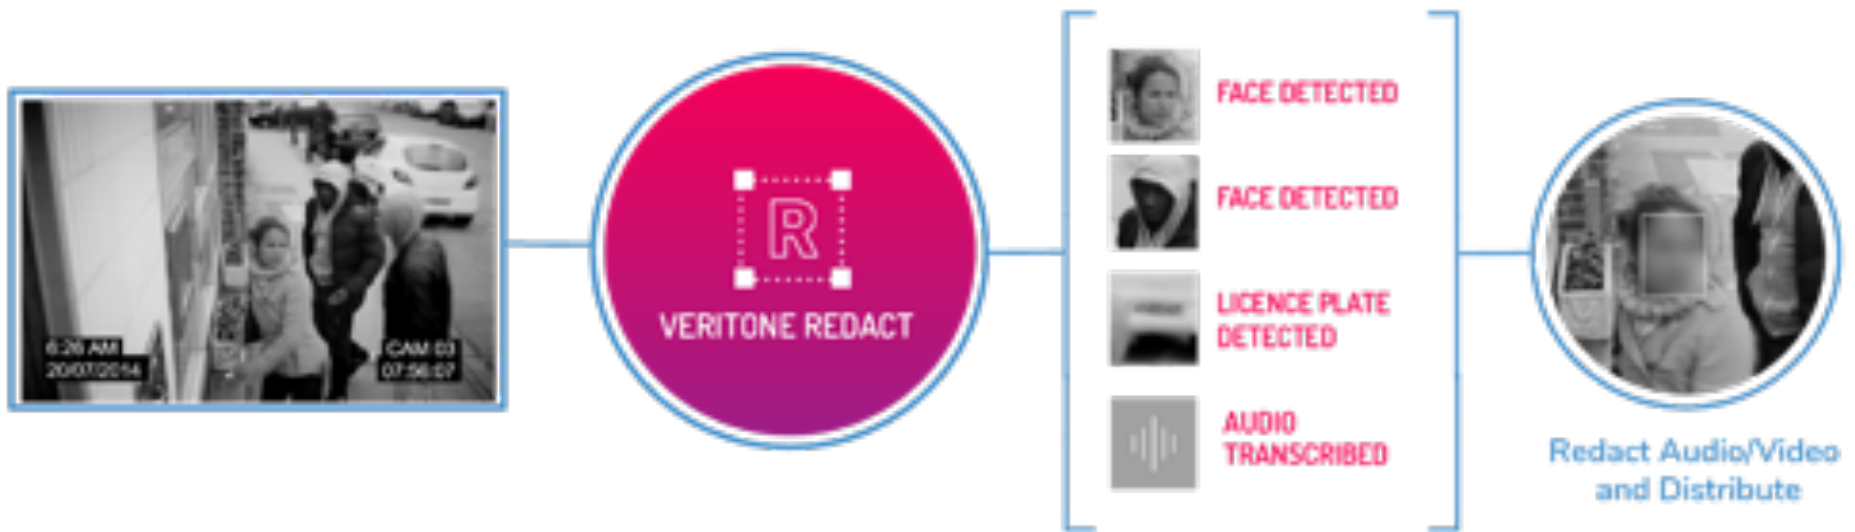 6:26 AM
20/07/2014
CAM 03
07:56:07
R
VERITONE REDACT
FACE DETECTED
FACE DETECTED
LICENCE PLATE
DETECTED
AUDIO
TRANSCRIBED
Redact Audio/Video
and Distribute